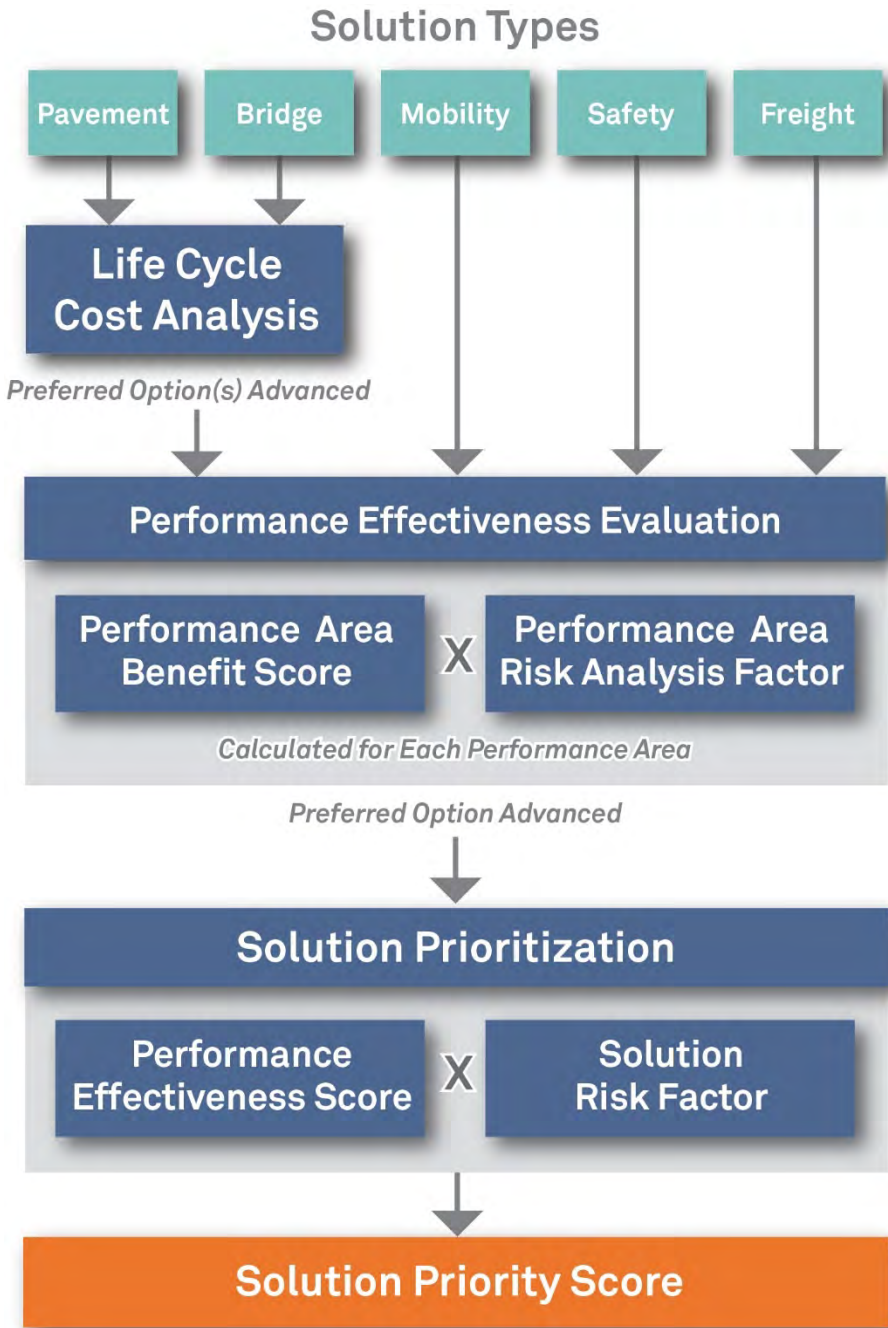 Solution Types
Pavement
Bridge
Mobility
Safety
Freight
Life Cycle
Cost Analysis
Preferred Option(s) Advanced
Performance Effectiveness Evaluation
Performance Area
Benefit Score
X
Performance Area
Risk Analysis Factor
Calculated for Each Performance Area
Preferred Option Advanced
Solution Prioritization
Performance
Effectiveness Score
X
Solution
Risk Factor
Solution Priority Score